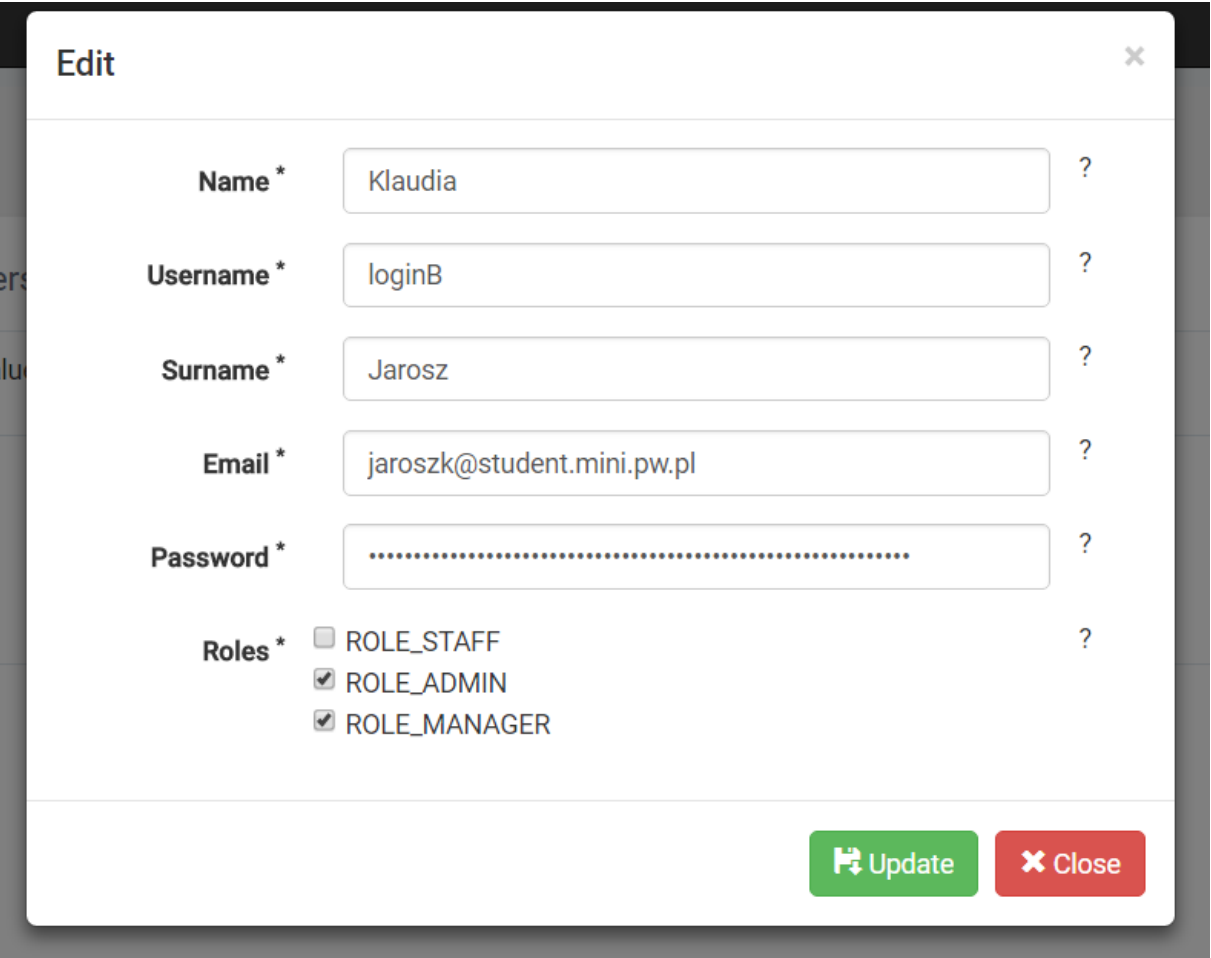 Edit ×
Name * Klaudia ?
Username * loginB ?
Surname * Jarosz ?
Email * jaroszk@student.mini.pw.pl ?
Password * •••••••••••••••••••••••••••••••••••••••••••••••••••••••••••• ?
Roles * ROLE_STAFF ?
ROLE_ADMIN
ROLE_MANAGER
Update Close